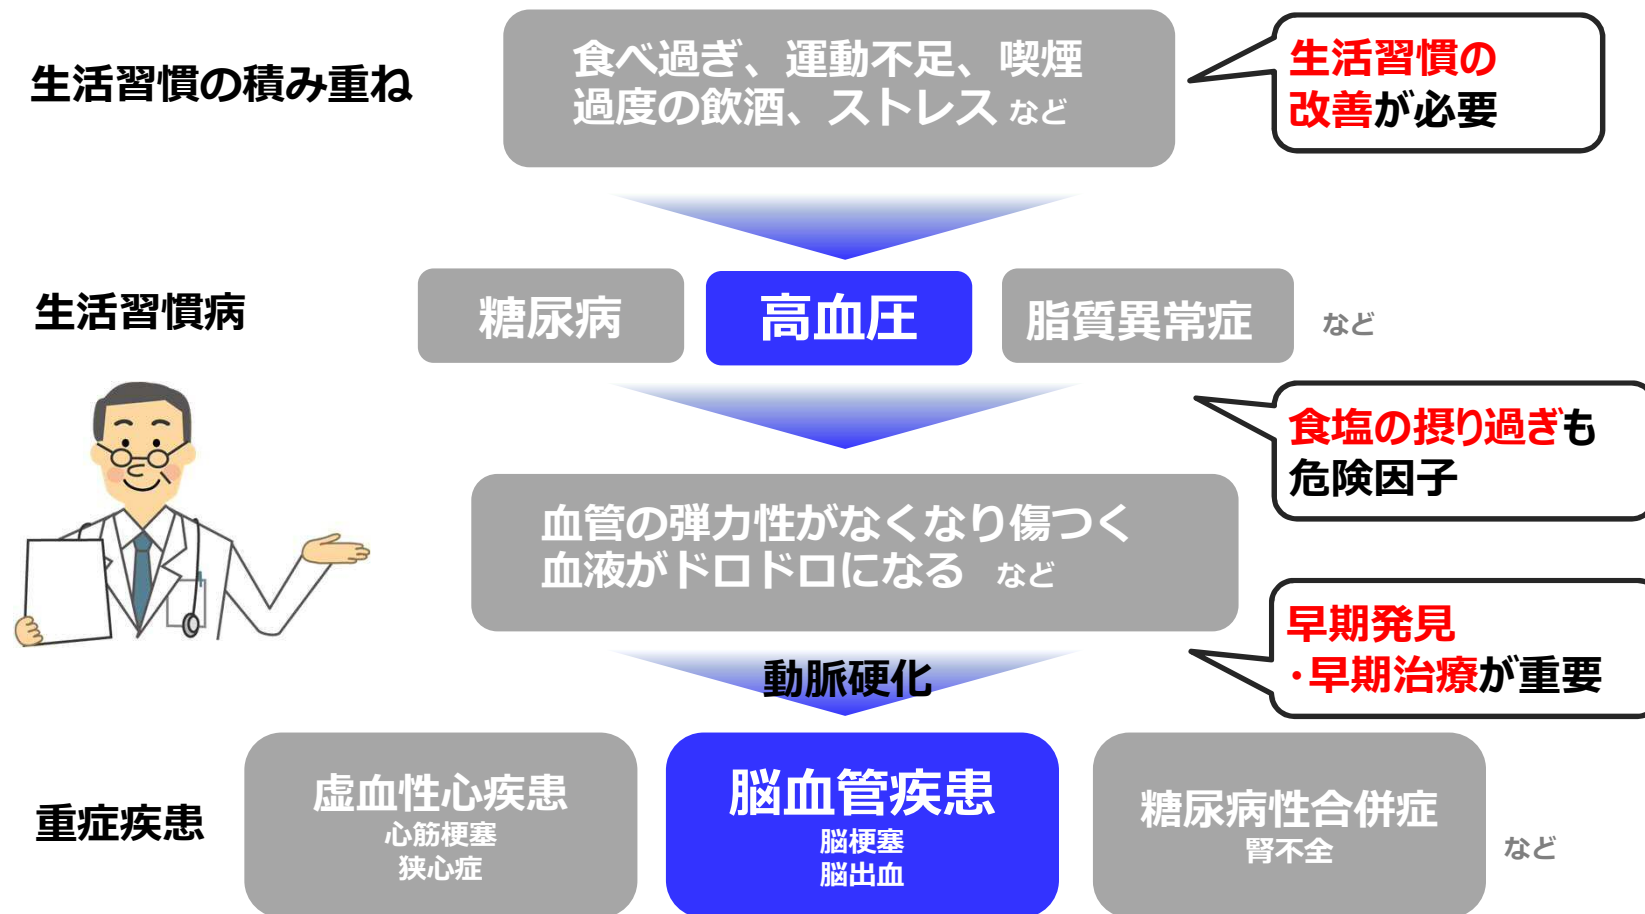 生活習慣の積み重ね
食べ過ぎ、運動不足、喫煙
過度の飲酒、ストレス など
生活習慣の
改善が必要
生活習慣病
糖尿病
高血圧
脂質異常症
など
食塩の摂り過ぎも
危険因子
血管の弾力性がなくなり傷つく
血液がドロドロになる など
早期発見
・早期治療が重要
動脈硬化
重症疾患
虚血性心疾患
心筋梗塞
狭心症
脳血管疾患
脳梗塞
脳出血
糖尿病性合併症
腎不全
など